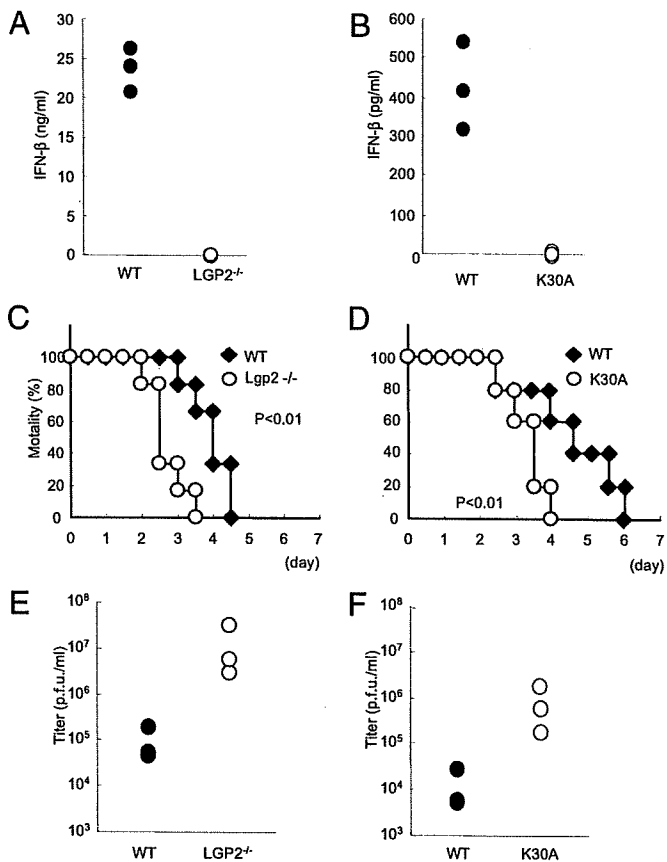 A
30
25
20
15
10
5
0
IFN-β (ng/ml)
WT
LGP2-/-
B
600
500
400
300
200
100
0
IFN-β (pg/ml)
WT
K30A
C
100
80
60
40
20
0
Motality (%)
WT
Lgp2 -/-
P<0.01
0 1 2 3 4 5 6 7
(day)
D
100
80
60
40
20
0
WT
K30A
P<0.01
0 1 2 3 4 5 6 7
(day)
E
10^8
10^7
10^6
10^5
10^4
10^3
Titer (p.f.u./ml)
WT
LGP2-/-
F
10^8
10^7
10^6
10^5
10^4
10^3
Titer (p.f.u./ml)
WT
K30A